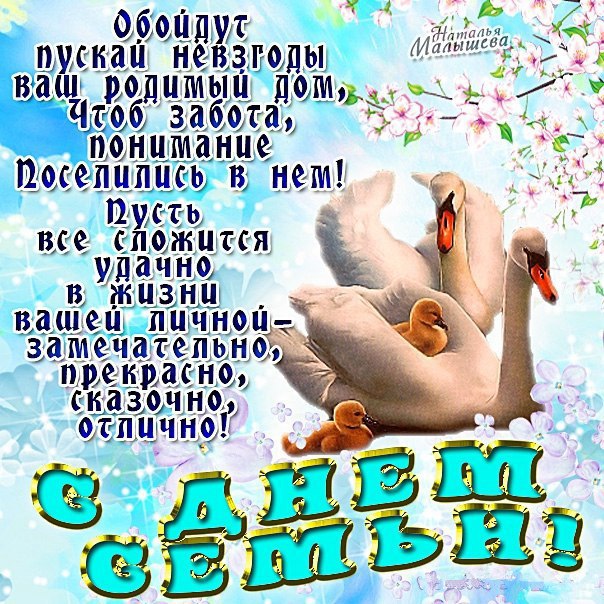 Обойдут
пускай невзгоды
ваш родимый дом,
Чтоб забота,
понимание
Поселились в нем!
Пусть
все сложится
удачно
в жизни
вашей личной-
замечательно,
прекрасно,
сказочно,
отлично!
Наталья
Малышева
С ДНЕМ
СЕМЬИ!